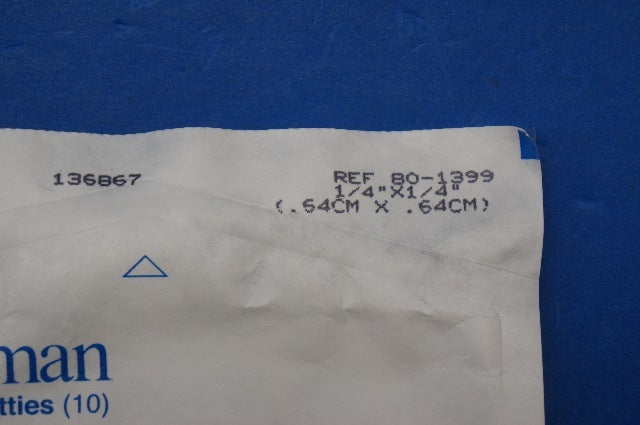 136867
REF 80-1399
1/4"X1/4"
(.64CM X .64CM)
man
tties (10)